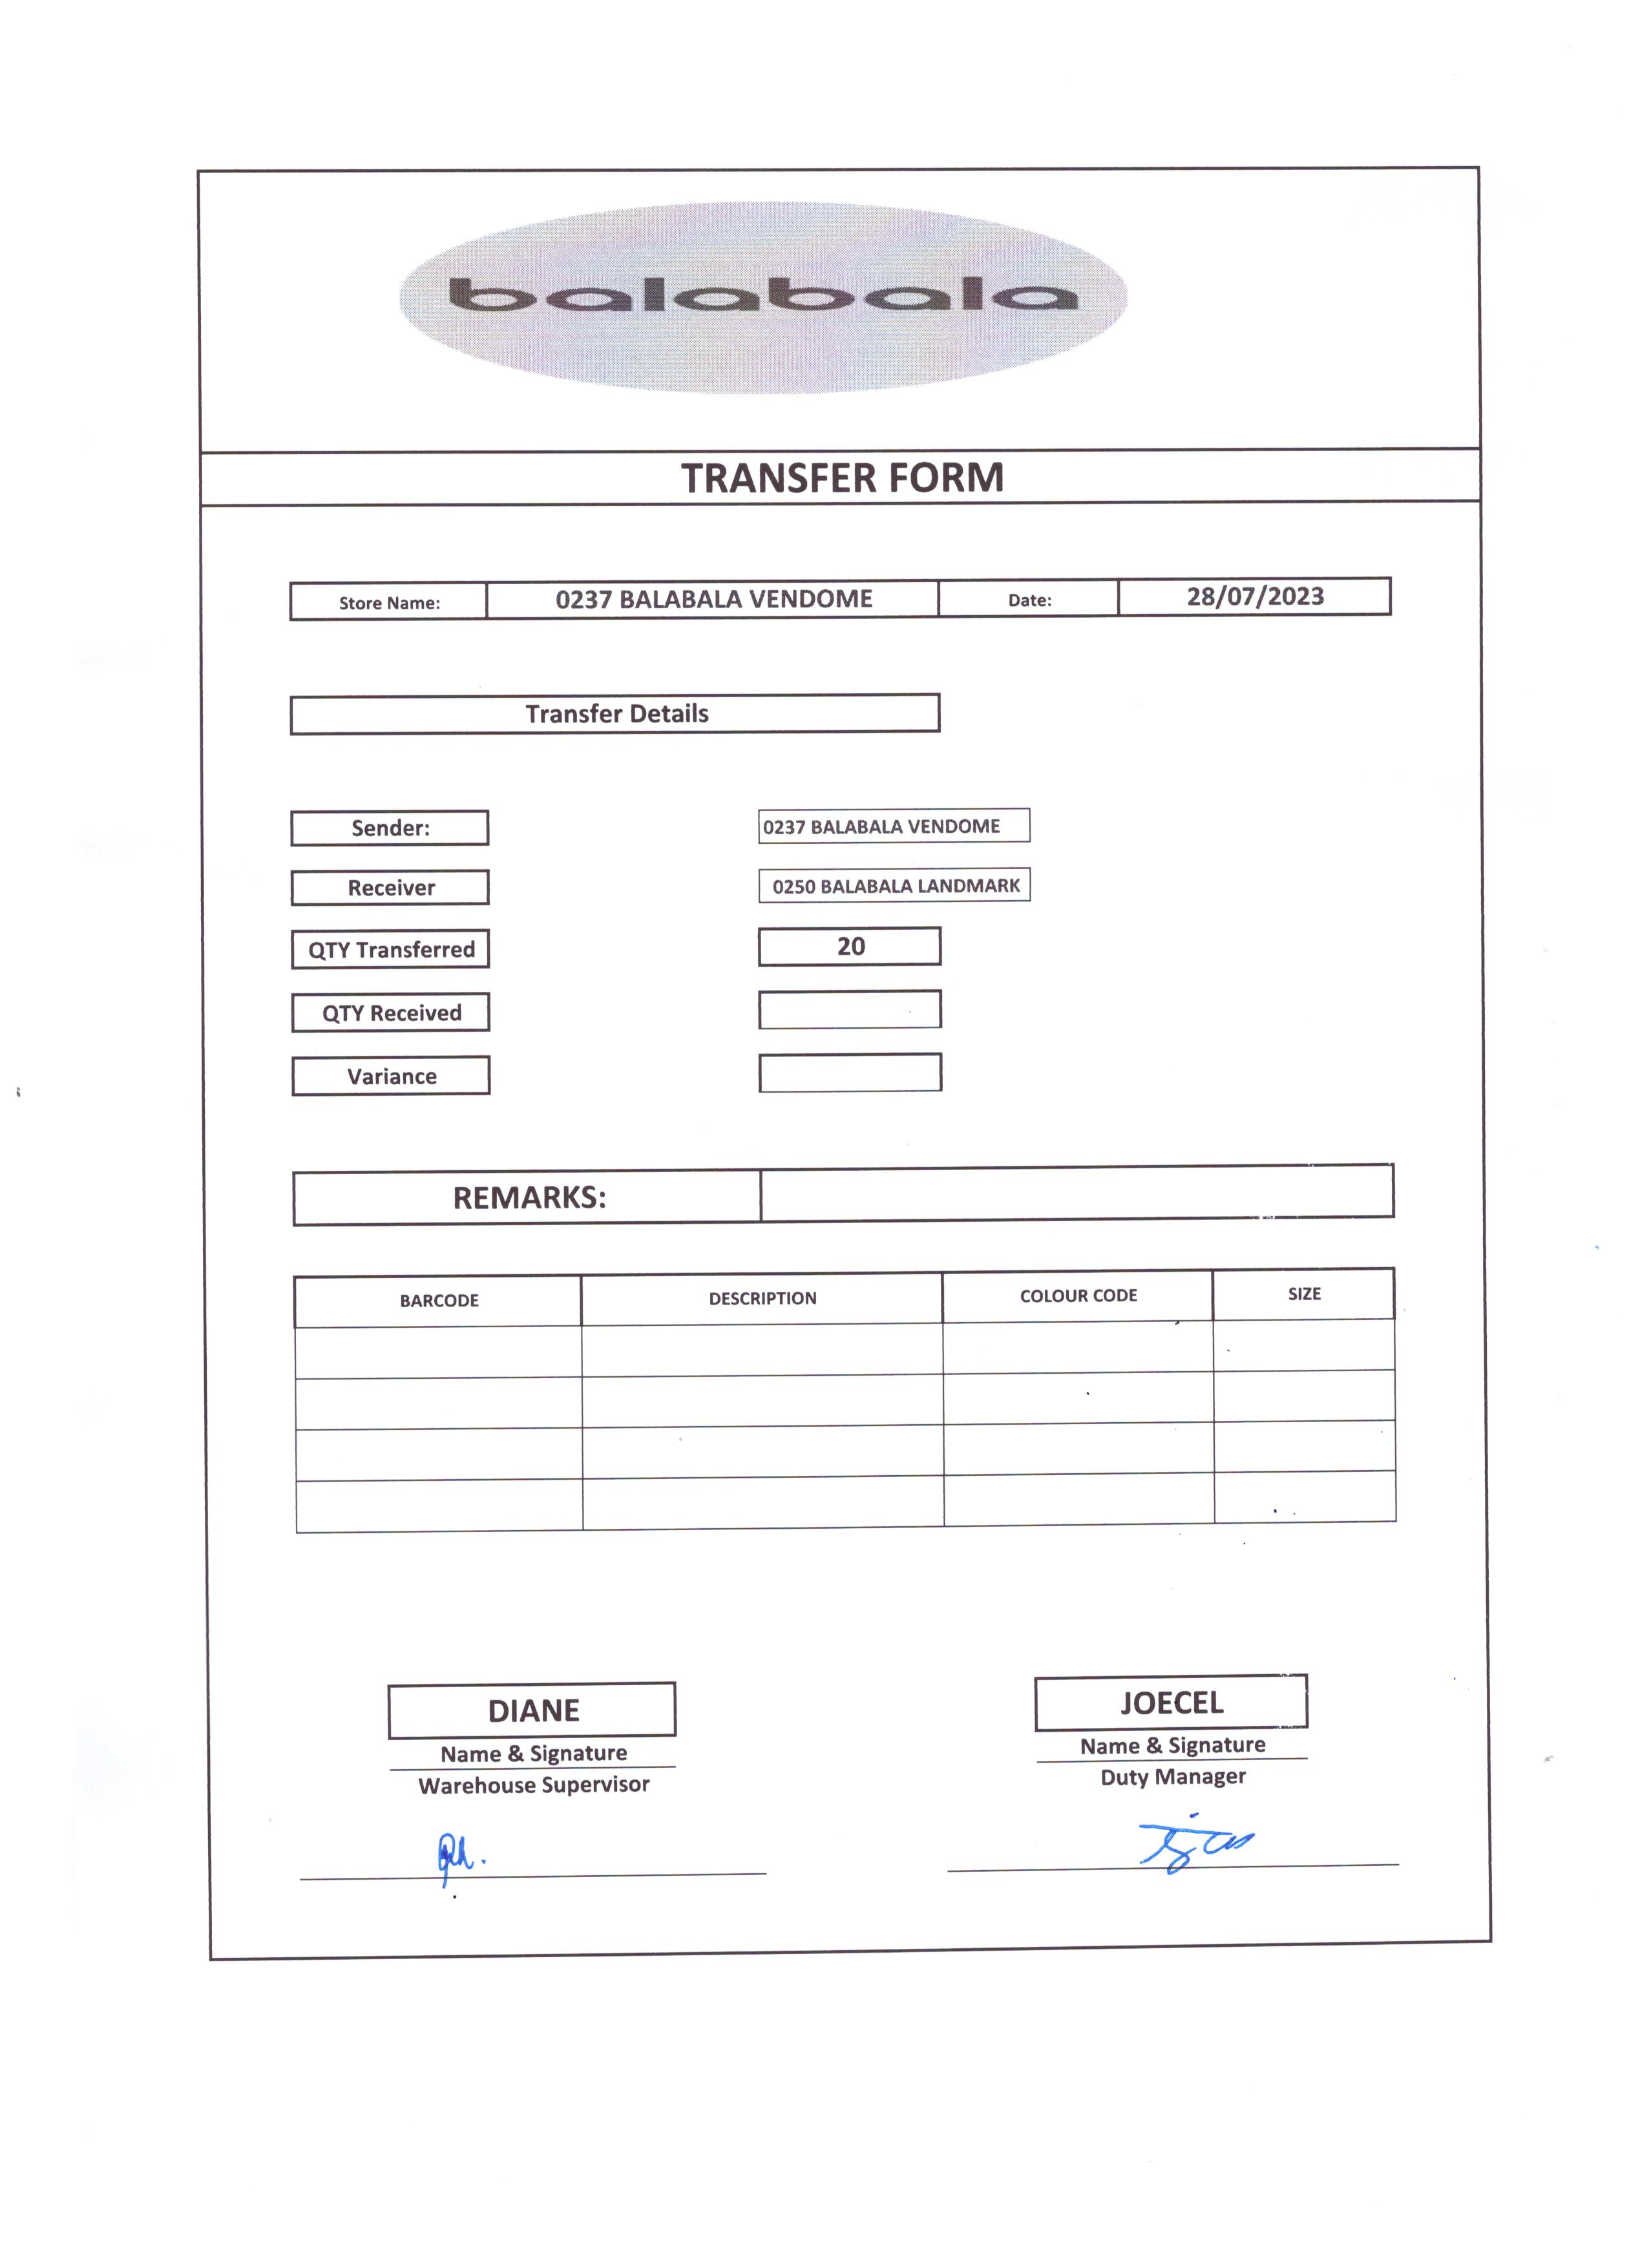 balabala
TRANSFER FORM
Store Name: 0237 BALABALA VENDOME Date: 28/07/2023
Transfer Details
Sender: 0237 BALABALA VENDOME
Receiver 0250 BALABALA LANDMARK
QTY Transferred 20
QTY Received
Variance
REMARKS:
BARCODE DESCRIPTION COLOUR CODE SIZE
DIANE JOECEL
Name & Signature Name & Signature
Warehouse Supervisor Duty Manager